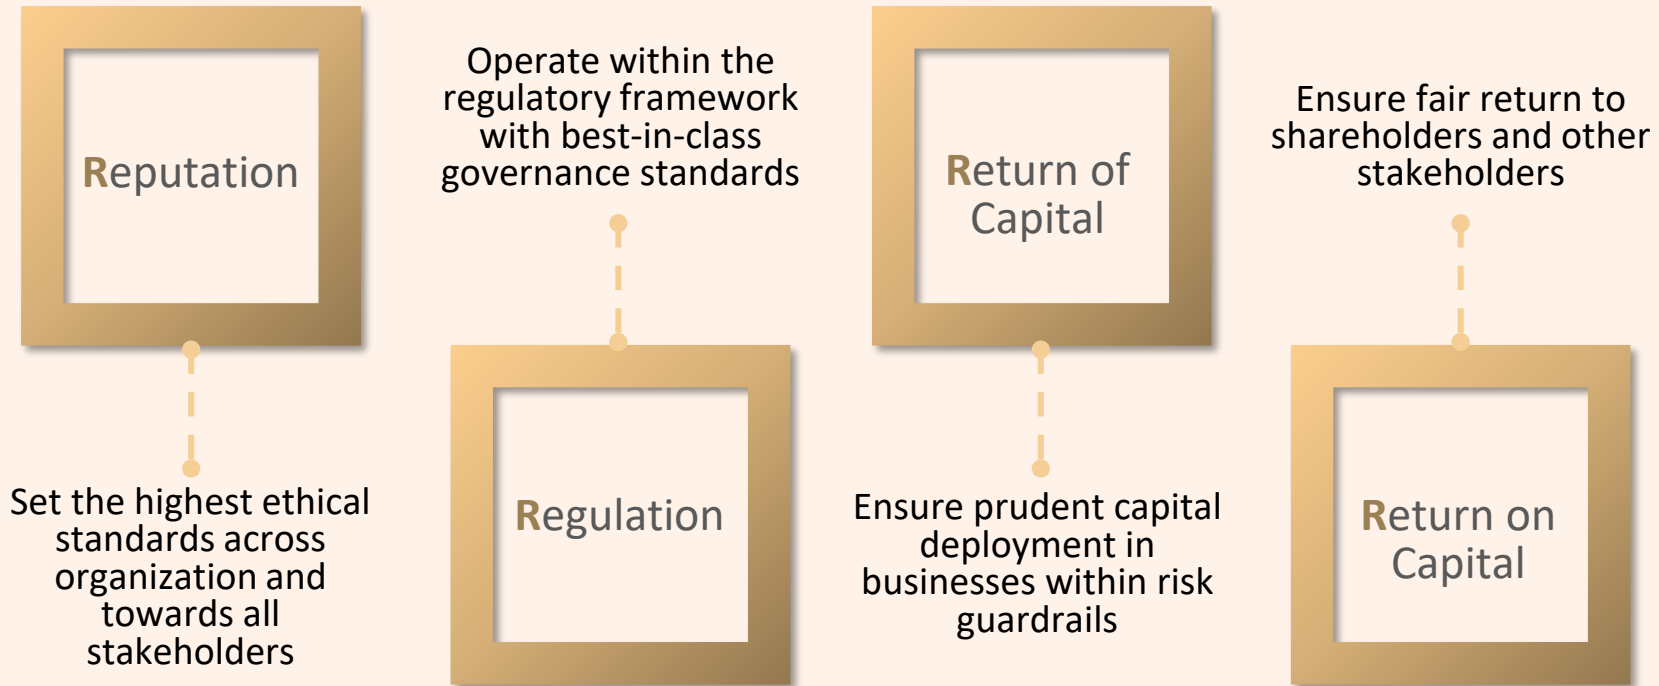 Reputation
Set the highest ethical
standards across
organization and
towards all
stakeholders
Operate within the
regulatory framework
with best-in-class
governance standards
Regulation
Return of
Capital
Ensure prudent capital
deployment in
businesses within risk
guardrails
Ensure fair return to
shareholders and other
stakeholders
Return on
Capital